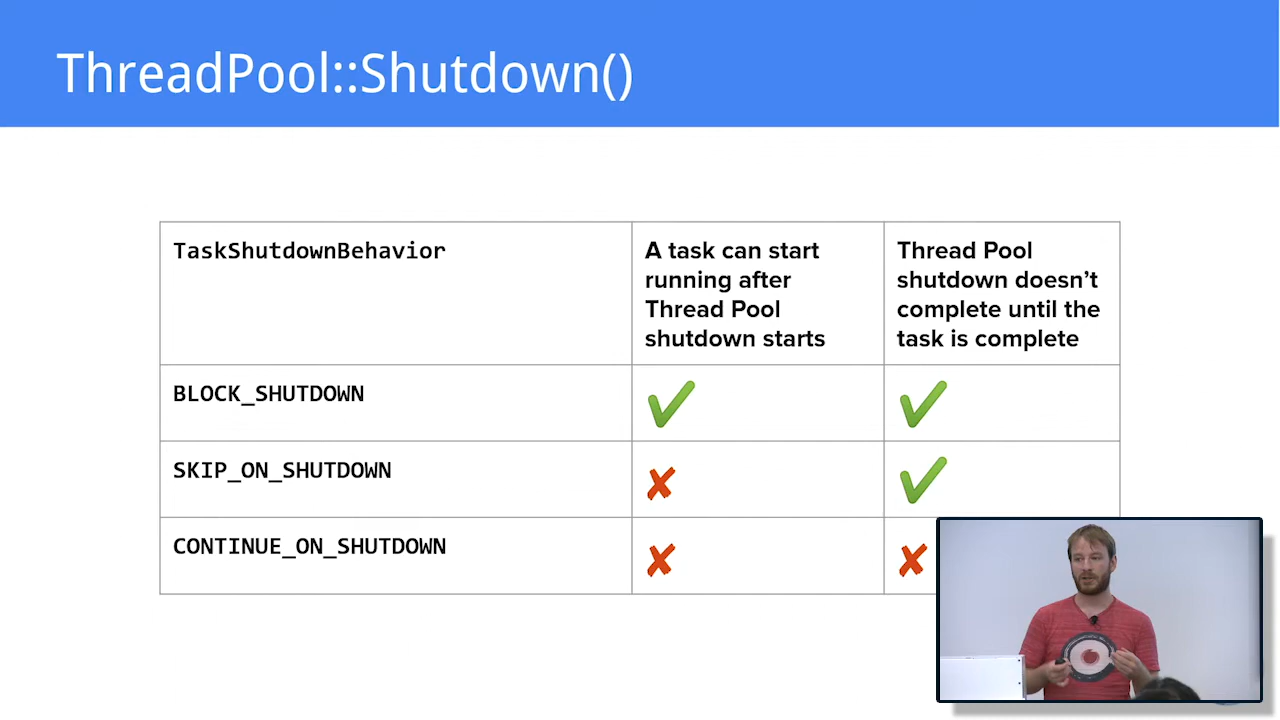 ThreadPool::Shutdown()
TaskShutdownBehavior
A task can start
running after
Thread Pool
shutdown starts
Thread Pool
shutdown doesn’t
complete until the
task is complete
BLOCK_SHUTDOWN
SKIP_ON_SHUTDOWN
CONTINUE_ON_SHUTDOWN